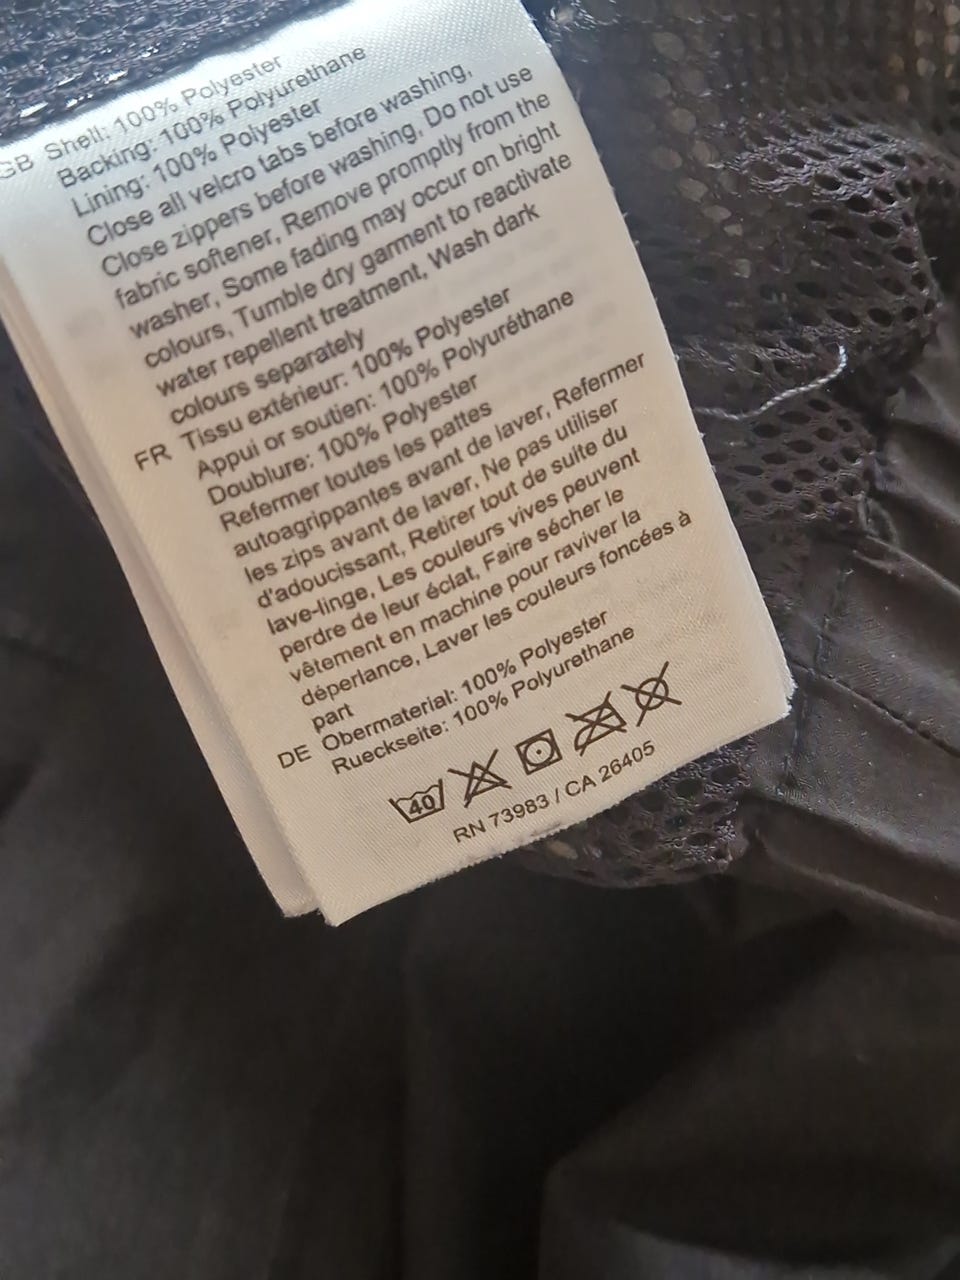 GB Shell: 100% Polyester
Backing: 100% Polyurethane
Lining: 100% Polyester
Close all velcro tabs before washing,
Close zippers before washing, Do not use
fabric softener, Remove promptly from the
washer, Some fading may occur on bright
colours, Tumble dry garment to reactivate
water repellent treatment, Wash dark
colours separately
FR Tissu extérieur: 100% Polyester
Appui or soutien: 100% Polyuréthane
Doublure: 100% Polyester
Refermer toutes les pattes
autoagrippantes avant de laver, Refermer
les zips avant de laver, Ne pas utiliser
d'adoucissant, Retirer tout de suite du
lave-linge, Les couleurs vives peuvent
perdre de leur éclat, Faire sécher le
vêtement en machine pour raviver la
déperlance, Laver les couleurs foncées à
part
DE Obermaterial: 100% Polyester
Rueckseite: 100% Polyurethane
40
RN 73983 / CA 26405